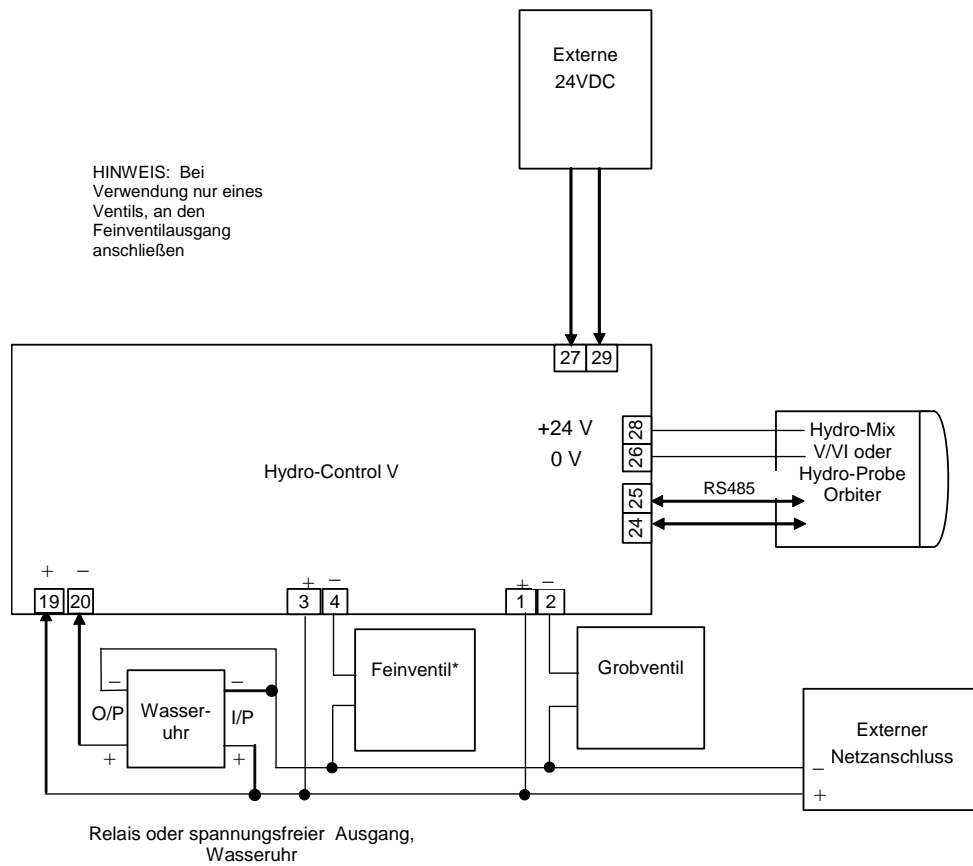 Externe
24VDC
HINWEIS: Bei
Verwendung nur eines
Ventils, an den
Feinventilausgang
anschließen
27 29
+24 V
0 V
28
26
25
24
Hydro-Control V
RS485
Hydro-Mix
V/VI oder
Hydro-Probe
Orbiter
+ −
19 20
+ −
3 4
+ −
1 2
Feinventil*
Grobventil
− −
O/P
Wasser-
uhr
I/P
+ +
Externer
Netzanschluss
−
+
Relais oder spannungsfreier Ausgang,
Wasseruhr